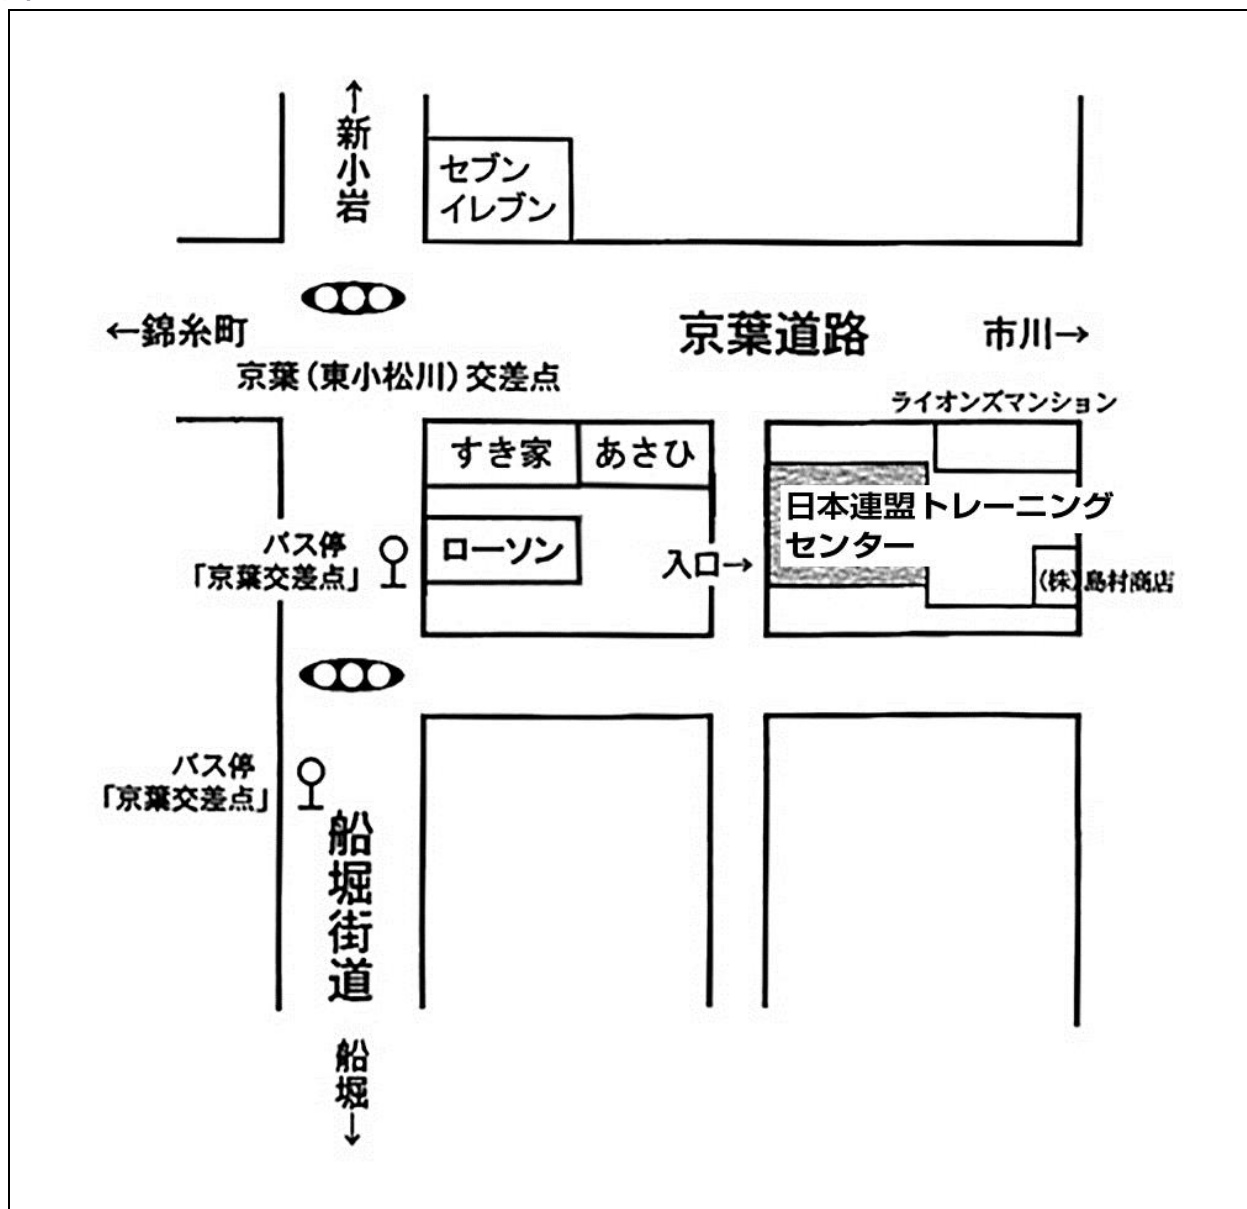 ↑新小岩
セブン
イレブン
←錦糸町
京葉道路
市川→
京葉(東小松川)交差点
ライオンズマンション
すき家
あさひ
日本連盟トレーニング
センター
バス停
「京葉交差点」
ローソン
入口→
(株)島村商店
バス停
「京葉交差点」
船堀街道
船堀↓